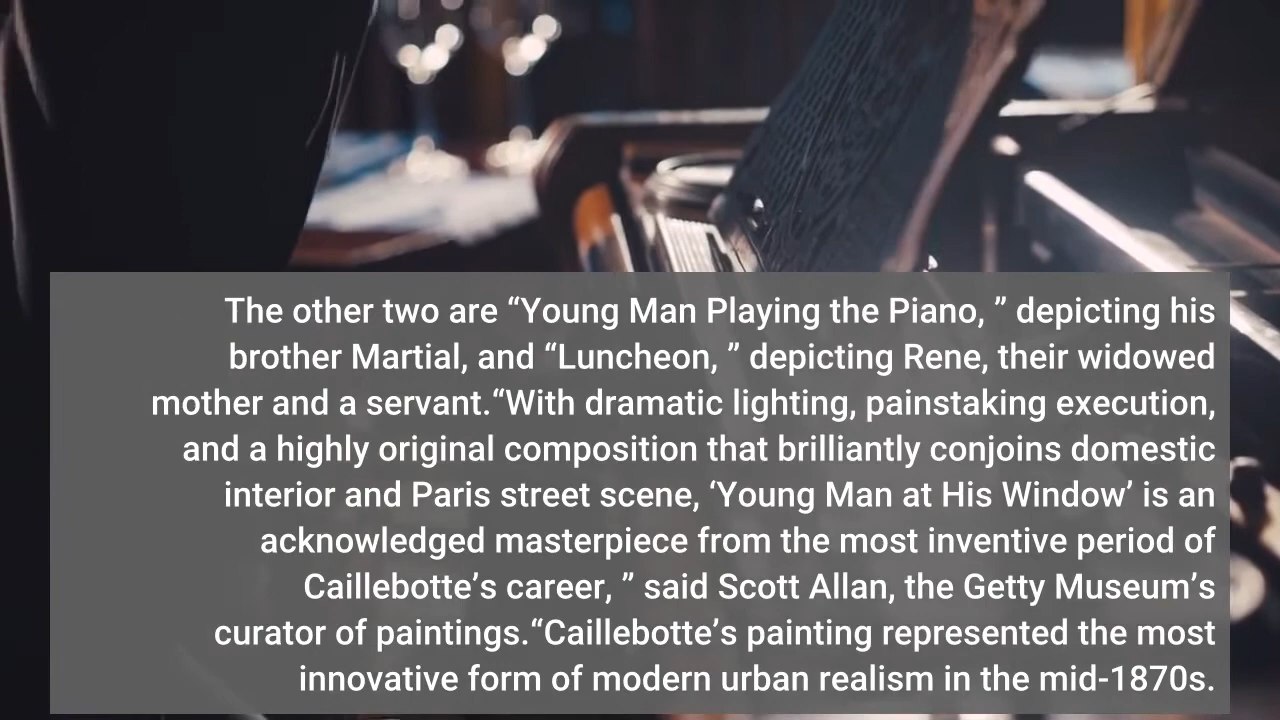 The other two are “Young Man Playing the Piano, ” depicting his
brother Martial, and “Luncheon, ” depicting Rene, their widowed
mother and a servant.“With dramatic lighting, painstaking execution,
and a highly original composition that brilliantly conjoins domestic
interior and Paris street scene, ‘Young Man at His Window’ is an
acknowledged masterpiece from the most inventive period of
Caillebotte’s career, ” said Scott Allan, the Getty Museum’s
curator of paintings.“Caillebotte’s painting represented the most
innovative form of modern urban realism in the mid-1870s.